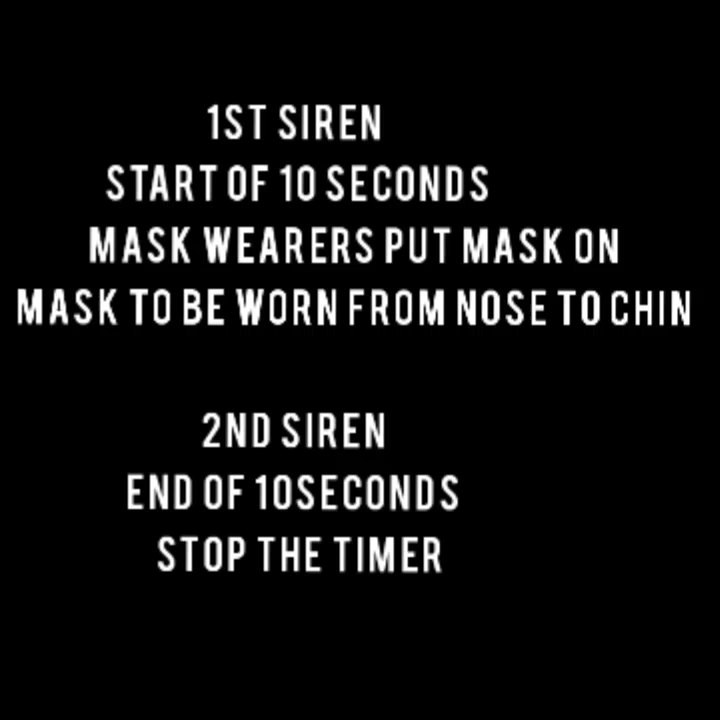 1ST SIREN
START OF 10 SECONDS
MASK WEARERS PUT MASK ON
MASK TO BE WORN FROM NOSE TO CHIN
2ND SIREN
END OF 10SECONDS
STOP THE TIMER